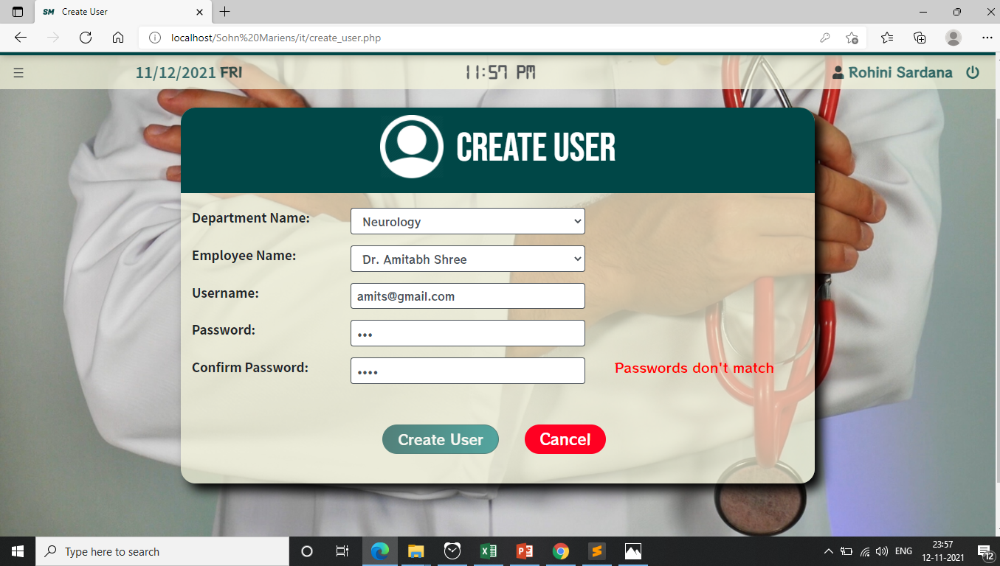 SM Create User
localhost/Sohn%20Mariens/it/create_user.php
11/12/2021 FRI
11:57 PM
Rohini Sardana
CREATE USER
Department Name:
Neurology
Employee Name:
Dr. Amitabh Shree
Username:
amits@gmail.com
Password:
•••
Confirm Password:
••••
Passwords don't match
Create User
Cancel
Type here to search
ENG
23:57
12-11-2021
12